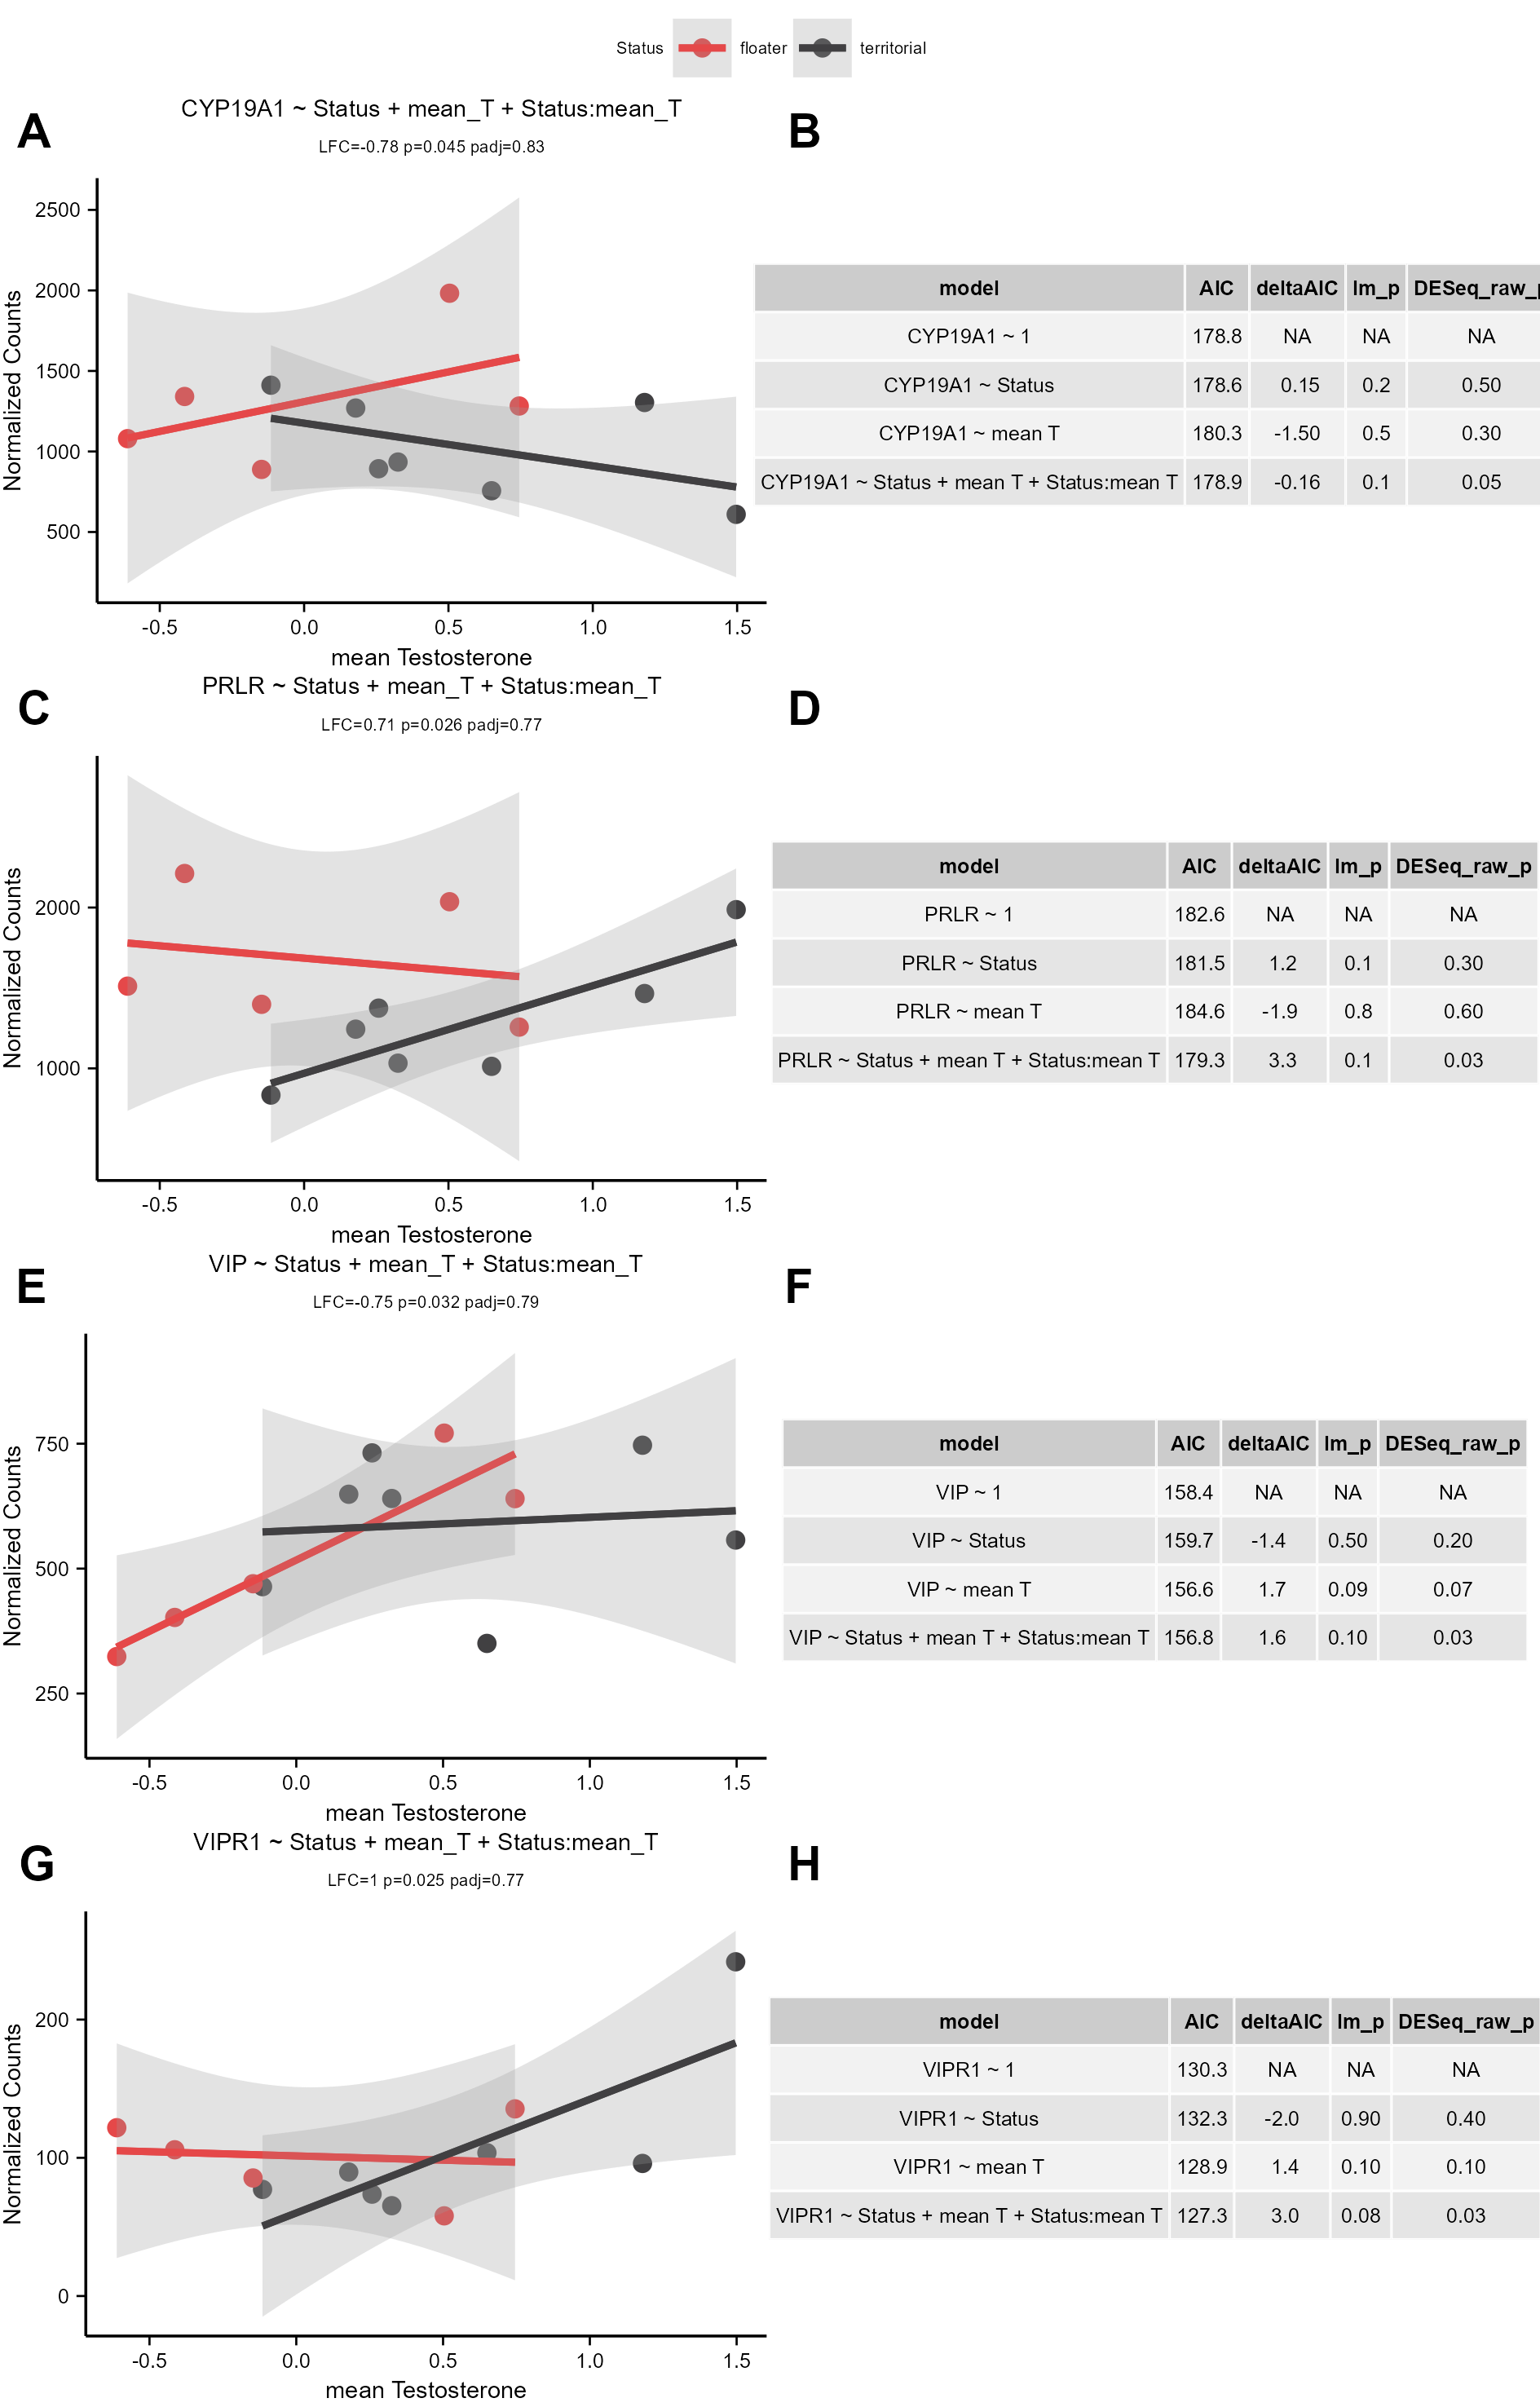 Status floater territorial
A
CYP19A1 ~ Status + mean_T + Status:mean_T
LFC=-0.78 p=0.045 padj=0.83
Normalized Counts
2500
2000
1500
1000
500
-0.5 0.0 0.5 1.0 1.5
mean Testosterone
B
model AIC deltaAIC lm_p DESeq_raw_p
CYP19A1 ~ 1 178.8 NA NA NA
CYP19A1 ~ Status 178.6 0.15 0.2 0.50
CYP19A1 ~ mean T 180.3 -1.50 0.5 0.30
CYP19A1 ~ Status + mean T + Status:mean T 178.9 -0.16 0.1 0.05
C
PRLR ~ Status + mean_T + Status:mean_T
LFC=0.71 p=0.026 padj=0.77
Normalized Counts
2000
1000
-0.5 0.0 0.5 1.0 1.5
mean Testosterone
D
model AIC deltaAIC lm_p DESeq_raw_p
PRLR ~ 1 182.6 NA NA NA
PRLR ~ Status 181.5 1.2 0.1 0.30
PRLR ~ mean T 184.6 -1.9 0.8 0.60
PRLR ~ Status + mean T + Status:mean T 179.3 3.3 0.1 0.03
E
VIP ~ Status + mean_T + Status:mean_T
LFC=-0.75 p=0.032 padj=0.79
Normalized Counts
750
500
250
-0.5 0.0 0.5 1.0 1.5
mean Testosterone
F
model AIC deltaAIC lm_p DESeq_raw_p
VIP ~ 1 158.4 NA NA NA
VIP ~ Status 159.7 -1.4 0.50 0.20
VIP ~ mean T 156.6 1.7 0.09 0.07
VIP ~ Status + mean T + Status:mean T 156.8 1.6 0.10 0.03
G
VIPR1 ~ Status + mean_T + Status:mean_T
LFC=1 p=0.025 padj=0.77
Normalized Counts
200
100
0
-0.5 0.0 0.5 1.0 1.5
mean Testosterone
H
model AIC deltaAIC lm_p DESeq_raw_p
VIPR1 ~ 1 130.3 NA NA NA
VIPR1 ~ Status 132.3 -2.0 0.90 0.40
VIPR1 ~ mean T 128.9 1.4 0.10 0.10
VIPR1 ~ Status + mean T + Status:mean T 127.3 3.0 0.08 0.03